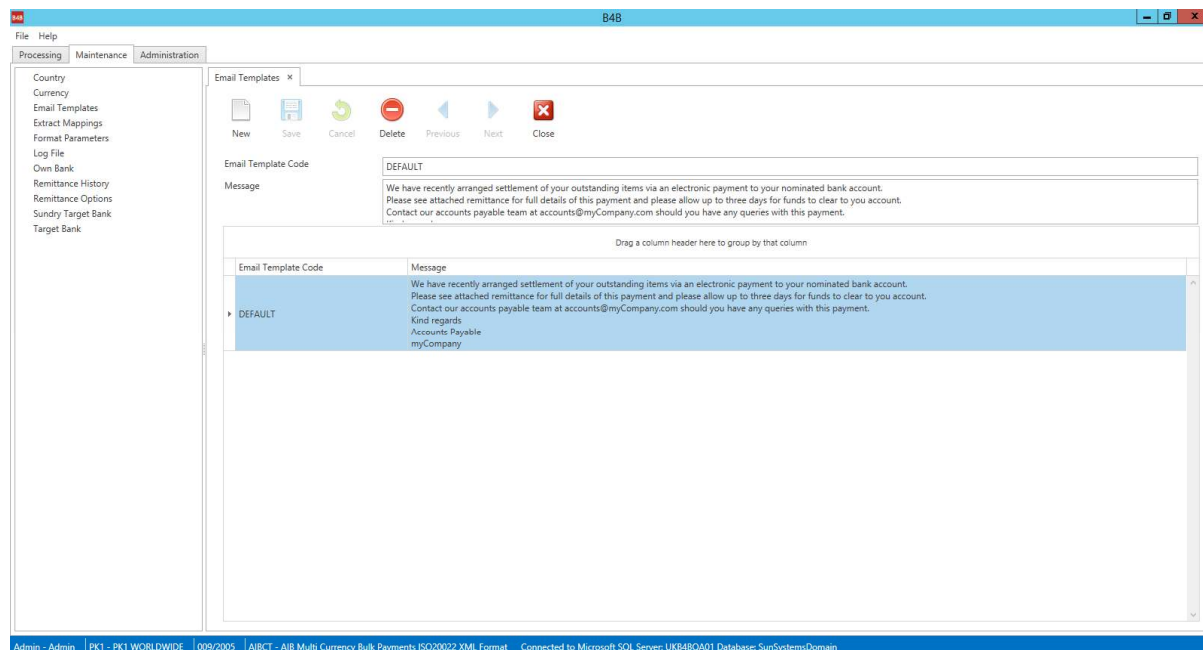 B4B
B4B
File Help
Processing Maintenance Administration
Country
Currency
Email Templates
Extract Mappings
Format Parameters
Log File
Own Bank
Remittance History
Remittance Options
Sundry Target Bank
Target Bank
Email Templates ×
New Save Cancel Delete Previous Next Close
Email Template Code DEFAULT
Message
We have recently arranged settlement of your outstanding items via an electronic payment to your nominated bank account.
Please see attached remittance for full details of this payment and please allow up to three days for funds to clear to you account.
Contact our accounts payable team at accounts@myCompany.com should you have any queries with this payment.
Drag a column header here to group by that column
Email Template Code Message
DEFAULT
We have recently arranged settlement of your outstanding items via an electronic payment to your nominated bank account.
Please see attached remittance for full details of this payment and please allow up to three days for funds to clear to you account.
Contact our accounts payable team at accounts@myCompany.com should you have any queries with this payment.
Kind regards
Accounts Payable
myCompany
Admin - Admin PK1 - PK1 WORLDWIDE 009/2005 AIBCT - AIB Multi Currency Bulk Payments ISO20022 XML Format Connected to Microsoft SQL Server: UKB4BQA01 Database: SunSystemsDomain